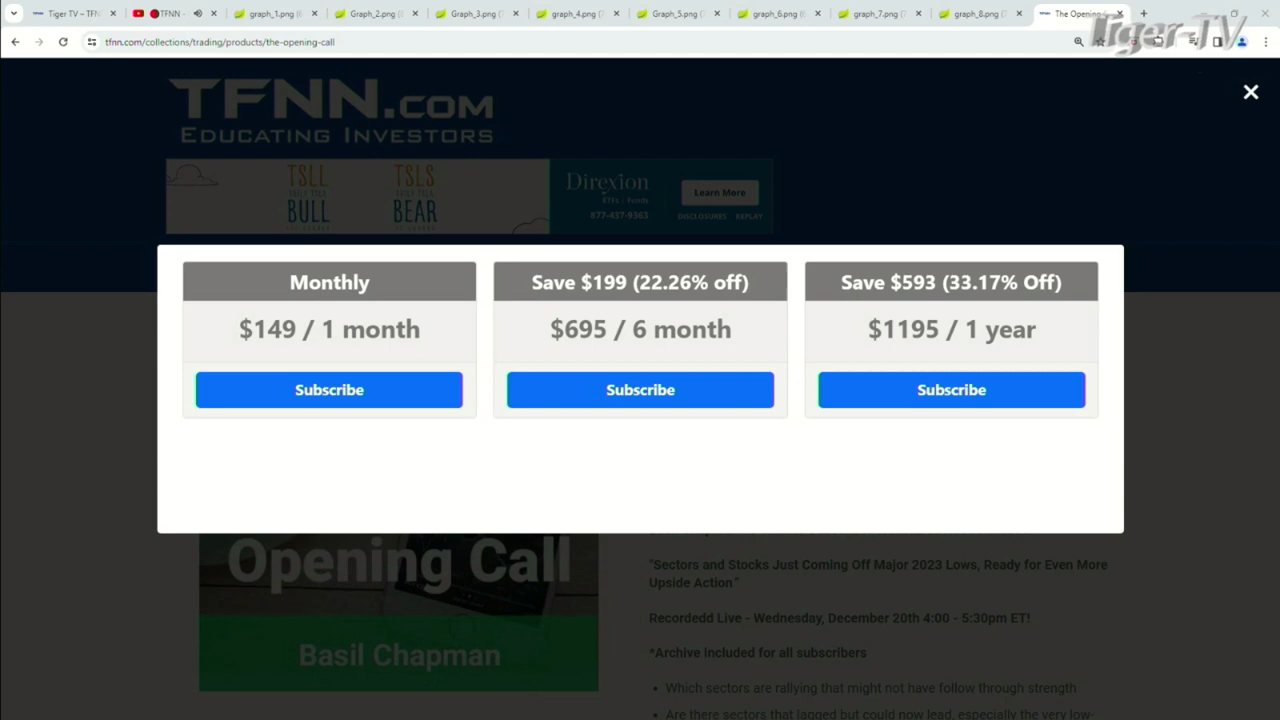 Tiger TV – TFN
TFNN -
graph_1.png (
Graph_2.png (
Graph_3.png (
graph_4.png (
Graph_5.png (
graph_6.png (
graph_7.png (
graph_8.png (
The Opening
Tiger-TV
tfnn.com/collections/trading/products/the-opening-call
TFNN.COM
EDUCATING INVESTORS
TSLL
BULL
TSLS
BEAR
Direxion
ETFs · Funds
877-437-9363
Learn More
DISCLOSURES REPLAY
Monthly
$149 / 1 month
Subscribe
Save $199 (22.26% off)
$695 / 6 month
Subscribe
Save $593 (33.17% Off)
$1195 / 1 year
Subscribe
Opening Call
Basil Chapman
"Sectors and Stocks Just Coming Off Major 2023 Lows, Ready for Even More
Upside Action"
Recordedd Live - Wednesday, December 20th 4:00 - 5:30pm ET!
*Archive included for all subscribers
• Which sectors are rallying that might not have follow through strength
• Are there sectors that lagged but could now lead, especially the very low-